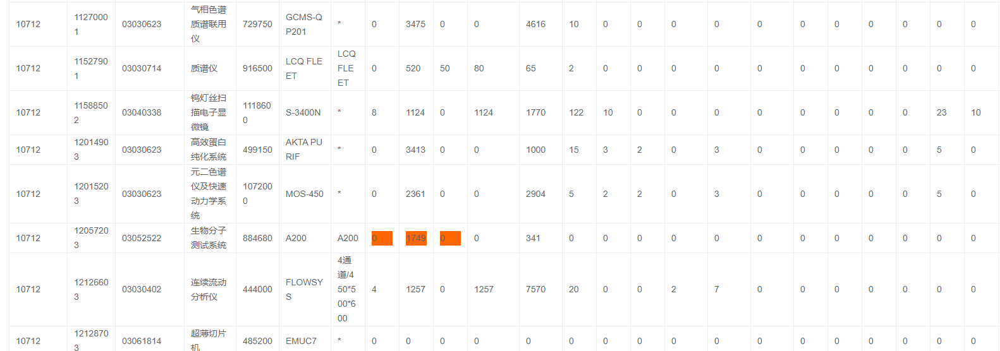 10712 11270001 03030623 气相色谱质谱联用仪 729750 GCMS-QP201 * 0 3475 0 0 4616 10 0 0 0 0 0 0 0 0 0 0
10712 11527901 03030714 质谱仪 916500 LCQ FLEET LCQ FLEET 0 520 50 80 65 2 0 0 0 0 0 0 0 0 0 0
10712 11588502 03040338 钨灯丝扫描电子显微镜 1118600 S-3400N * 8 1124 0 1124 1770 122 10 0 0 0 0 0 0 0 23 10
10712 12014903 03030623 高效蛋白纯化系统 499150 AKTA PURIF * 0 3413 0 0 1000 15 3 2 0 3 0 0 0 0 5 0
10712 12015203 03030623 元二色谱仪及快速动力学系统 1072000 MOS-450 * 0 2361 0 0 2904 5 2 2 0 3 0 0 0 0 5 0
10712 12057203 03052522 生物分子测试系统 884680 A200 A200 0 1749 0 0 341 0 0 0 0 0 0 0 0 0 0 0
10712 12126603 03030402 连续流动分析仪 444000 FLOWSYS 4通道/450*500*600 4 1257 0 1257 7570 20 0 0 2 7 0 0 0 0 0 0
10712 12128703 03061814 超薄切片机 485200 EMUC7 * 0 0 0 0 0 0 0 0 0 0 0 0 0 0 0 0